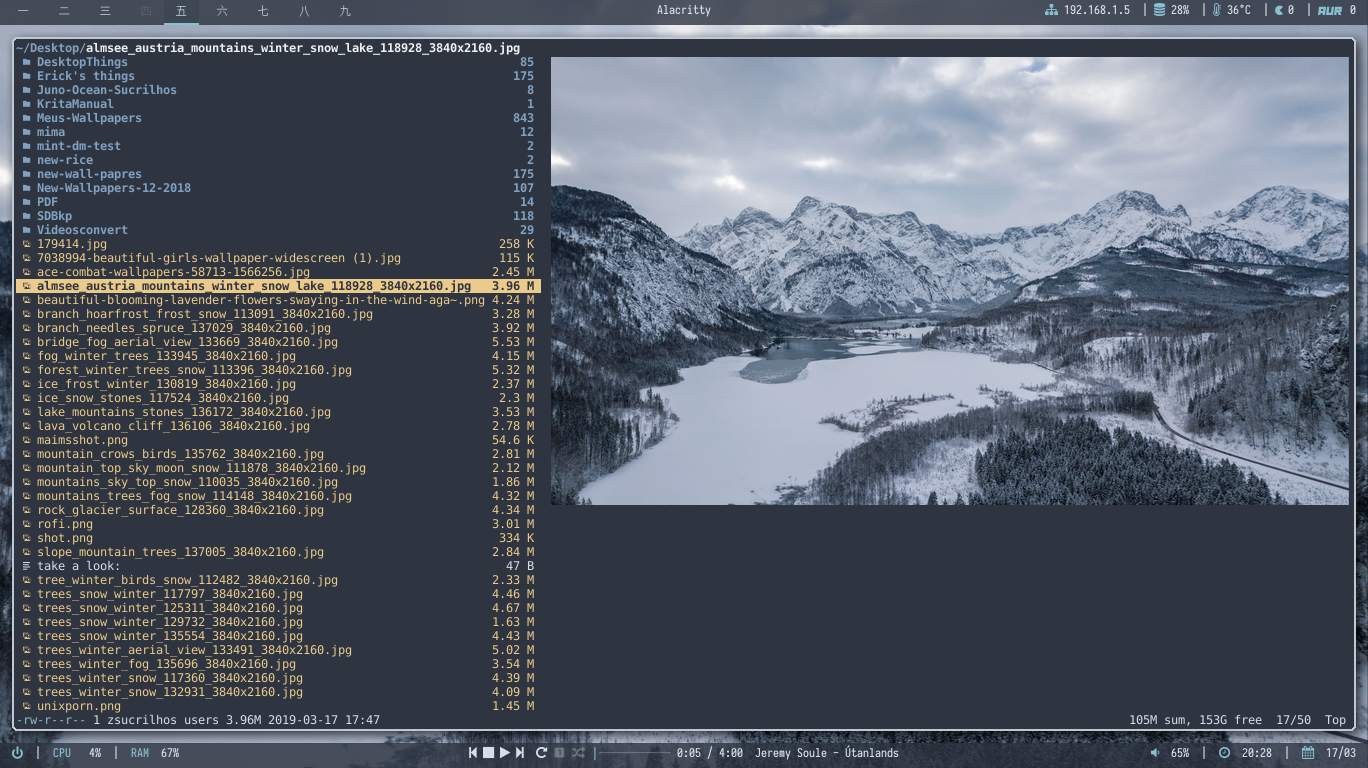 一 二 三 四 五 六 七 八 九 Alacritty 192.168.1.5 | 28% | 36°C | 0 | AUR 0
~/Desktop/almsee_austria_mountains_winter_snow_lake_118928_3840x2160.jpg
DesktopThings 85
Erick's things 175
Juno-Ocean-Sucrilhos 8
KritaManual 1
Meus-Wallpapers 843
mima 12
mint-dm-test 2
new-rice 2
new-wall-papres 175
New-Wallpapers-12-2018 107
PDF 14
SDBkp 118
Videosconvert 29
179414.jpg 258 K
7038994-beautiful-girls-wallpaper-widescreen (1).jpg 115 K
ace-combat-wallpapers-58713-1566256.jpg 2.45 M
almsee_austria_mountains_winter_snow_lake_118928_3840x2160.jpg 3.96 M
beautiful-blooming-lavender-flowers-swaying-in-the-wind-aga~.png 4.24 M
branch_hoarfrost_frost_snow_113091_3840x2160.jpg 3.28 M
branch_needles_spruce_137029_3840x2160.jpg 3.92 M
bridge_fog_aerial_view_133669_3840x2160.jpg 5.53 M
fog_winter_trees_133945_3840x2160.jpg 4.15 M
forest_winter_trees_snow_113396_3840x2160.jpg 5.32 M
ice_frost_winter_130819_3840x2160.jpg 2.37 M
ice_snow_stones_117524_3840x2160.jpg 2.3 M
lake_mountains_stones_136172_3840x2160.jpg 3.53 M
lava_volcano_cliff_136106_3840x2160.jpg 2.78 M
maimsshot.png 54.6 K
mountain_crows_birds_135762_3840x2160.jpg 2.81 M
mountain_top_sky_moon_snow_111878_3840x2160.jpg 2.12 M
mountains_sky_top_snow_110035_3840x2160.jpg 1.86 M
mountains_trees_fog_snow_114148_3840x2160.jpg 4.32 M
rock_glacier_surface_128360_3840x2160.jpg 4.34 M
rofi.png 3.01 M
shot.png 334 K
slope_mountain_trees_137005_3840x2160.jpg 2.84 M
take a look: 47 B
tree_winter_birds_snow_112482_3840x2160.jpg 2.33 M
trees_snow_winter_117797_3840x2160.jpg 4.46 M
trees_snow_winter_125311_3840x2160.jpg 4.67 M
trees_snow_winter_129732_3840x2160.jpg 1.63 M
trees_snow_winter_135554_3840x2160.jpg 4.43 M
trees_winter_aerial_view_133491_3840x2160.jpg 5.02 M
trees_winter_fog_135696_3840x2160.jpg 3.54 M
trees_winter_snow_117360_3840x2160.jpg 4.39 M
trees_winter_snow_132931_3840x2160.jpg 4.09 M
unixporn.png 1.45 M
-rw-r--r-- 1 zsucrilhos users 3.96M 2019-03-17 17:47 105M sum, 153G free 17/50 Top
| CPU 4% | RAM 67% 0:05 / 4:00 Jeremy Soule - Útanlands 65% | 20:28 | 17/03